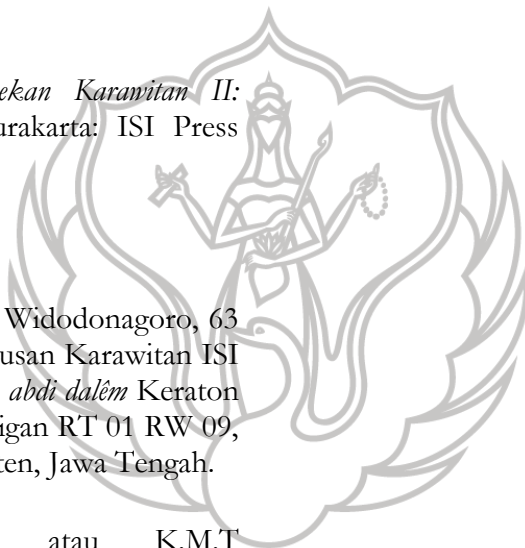 ekan Karawitan II:
urakarta: ISI Press
Widodonagoro, 63
usan Karawitan ISI
abdi dalêm Keraton
igan RT 01 RW 09,
ten, Jawa Tengah.
atau K.M.T